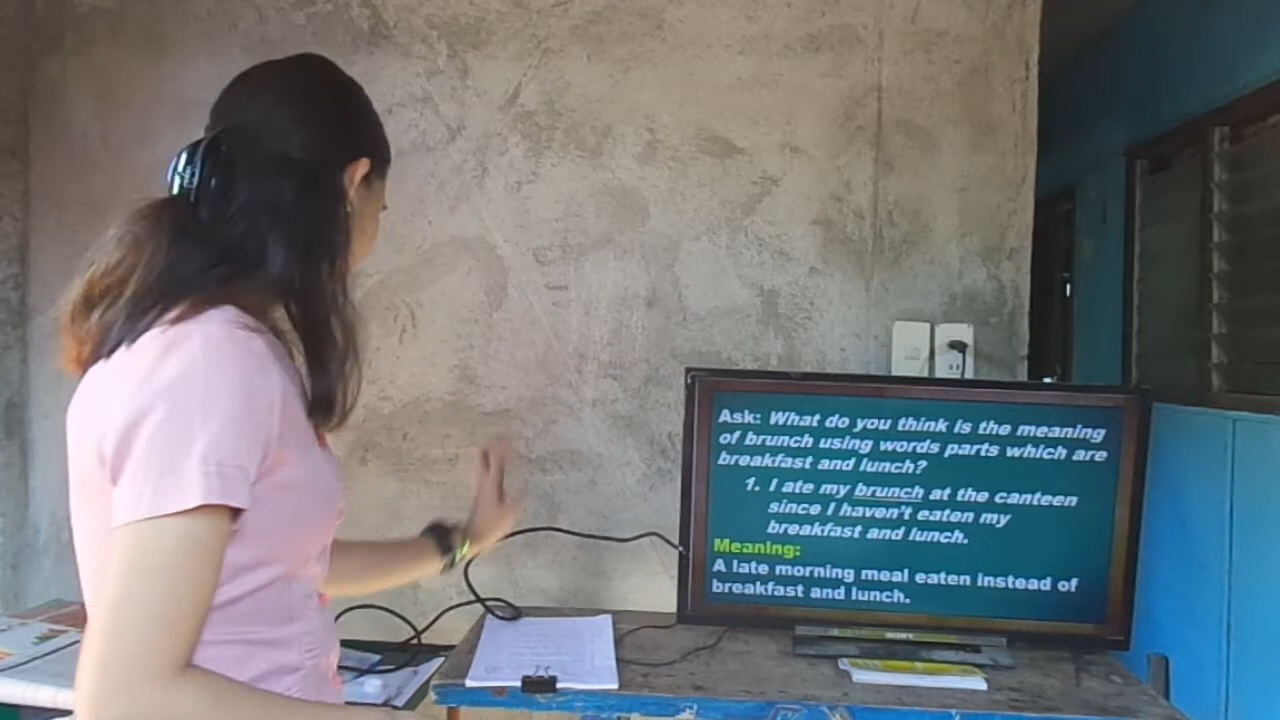 Ask: What do you think is the meaning
of brunch using words parts which are
breakfast and lunch?
1. I ate my brunch at the canteen
since I haven't eaten my
breakfast and lunch.
Meaning:
A late morning meal eaten instead of
breakfast and lunch.
SONY